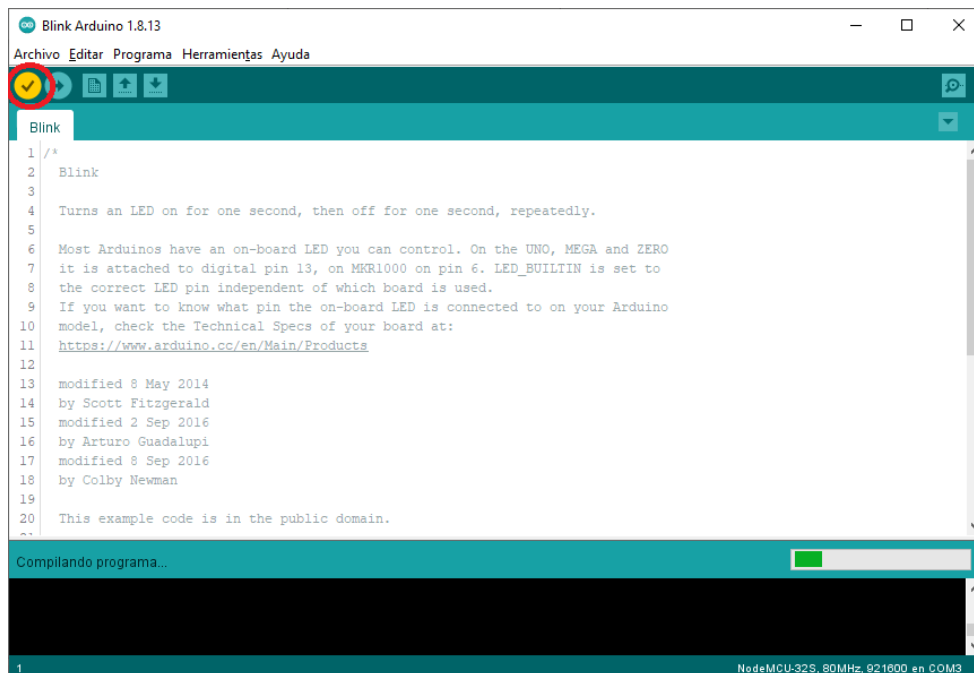 Blink Arduino 1.8.13
Archivo Editar Programa Herramientas Ayuda
Blink
1 /*
2 Blink
3
4 Turns an LED on for one second, then off for one second, repeatedly.
5
6 Most Arduinos have an on-board LED you can control. On the UNO, MEGA and ZERO
7 it is attached to digital pin 13, on MKR1000 on pin 6. LED_BUILTIN is set to
8 the correct LED pin independent of which board is used.
9 If you want to know what pin the on-board LED is connected to on your Arduino
10 model, check the Technical Specs of your board at:
11 https://www.arduino.cc/en/Main/Products
12
13 modified 8 May 2014
14 by Scott Fitzgerald
15 modified 2 Sep 2016
16 by Arturo Guadalupi
17 modified 8 Sep 2016
18 by Colby Newman
19
20 This example code is in the public domain.
Compilando programa...
1 NodeMCU-32S, 80MHz, 921600 en COM3